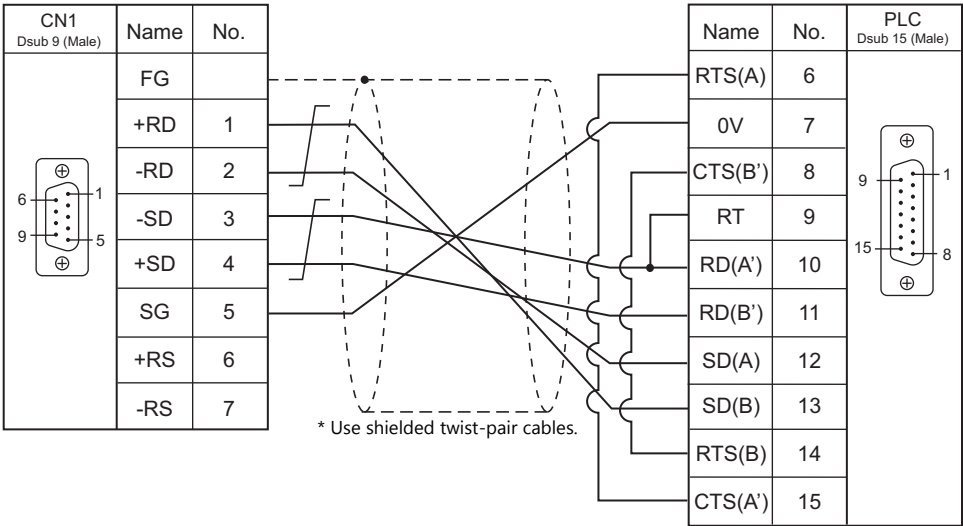 CN1
Dsub 9 (Male)
Name No.
FG
+RD 1
-RD 2
-SD 3
+SD 4
SG 5
+RS 6
-RS 7
6 1
9 5
* Use shielded twist-pair cables.
Name No.
PLC
Dsub 15 (Male)
RTS(A) 6
0V 7
CTS(B') 8
RT 9
RD(A') 10
RD(B') 11
SD(A) 12
SD(B) 13
RTS(B) 14
CTS(A') 15
9 1
15 8